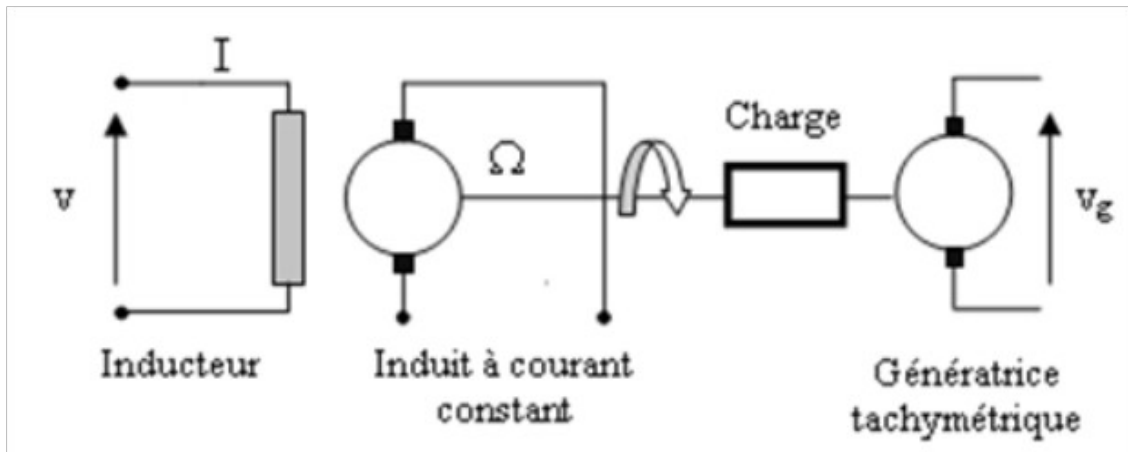 I
v
Inducteur
Ω
Induit à courant
constant
Charge
vg
Génératrice
tachymétrique